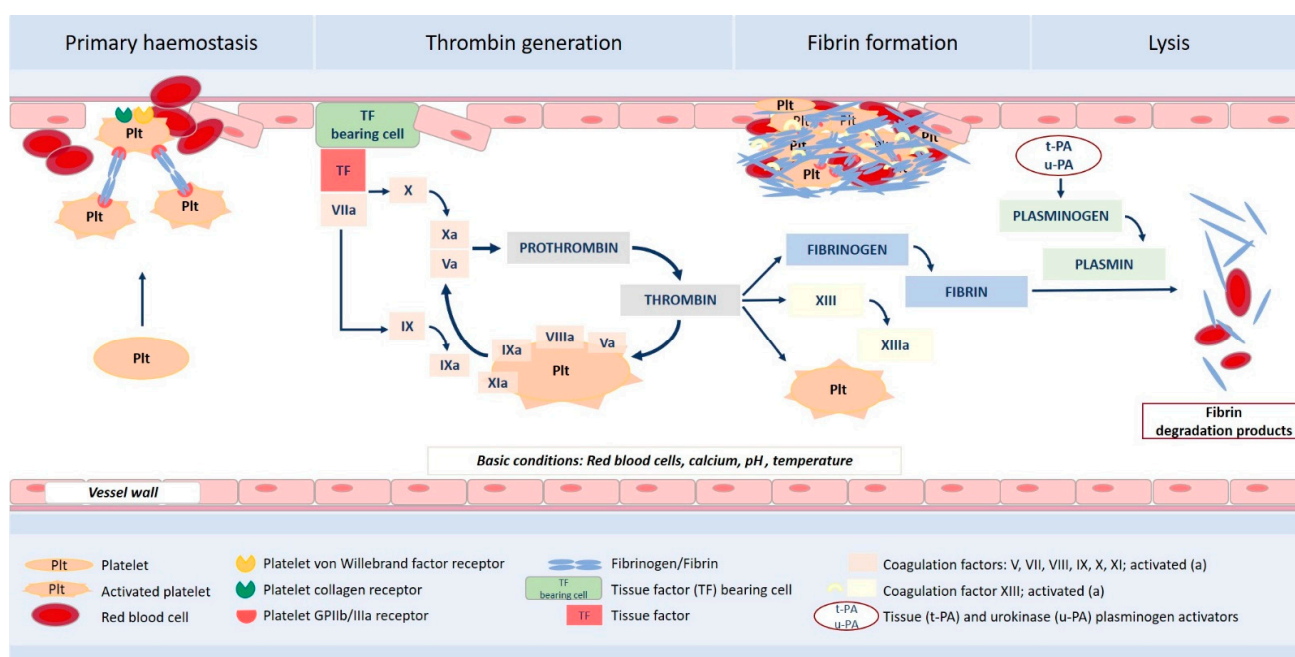 Primary haemostasis
Thrombin generation
Fibrin formation
Lysis
Plt
Plt
Plt
Plt
TF
bearing cell
TF
VIIa
X
Xa
Va
IX
IXa
PROTHROMBIN
THROMBIN
IXa
VIIIa
Va
XIa
Plt
Plt
Plt
Plt
Plt
Plt
FIBRINOGEN
FIBRIN
XIII
XIIIa
Plt
t-PA
u-PA
PLASMINOGEN
PLASMIN
Fibrin
degradation products
Basic conditions: Red blood cells, calcium, pH , temperature
Vessel wall
Plt Platelet
Plt Activated platelet
Red blood cell
Platelet von Willebrand factor receptor
Platelet collagen receptor
Platelet GPIIb/IIIa receptor
Fibrinogen/Fibrin
TF
bearing cell
Tissue factor (TF) bearing cell
TF Tissue factor
Coagulation factors: V, VII, VIII, IX, X, XI; activated (a)
Coagulation factor XIII; activated (a)
t-PA
u-PA
Tissue (t-PA) and urokinase (u-PA) plasminogen activators